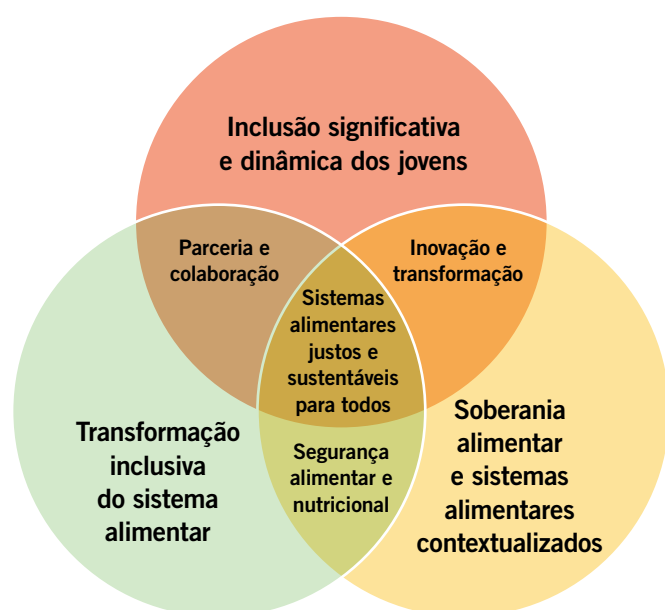 Inclusão significativa
e dinâmica dos jovens
Parceria e
colaboração
Inovação e
transformação
Sistemas
alimentares
justos e
sustentáveis
para todos
Transformação
inclusiva
do sistema
alimentar
Segurança
alimentar e
nutricional
Soberania
alimentar
e sistemas
alimentares
contextualizados